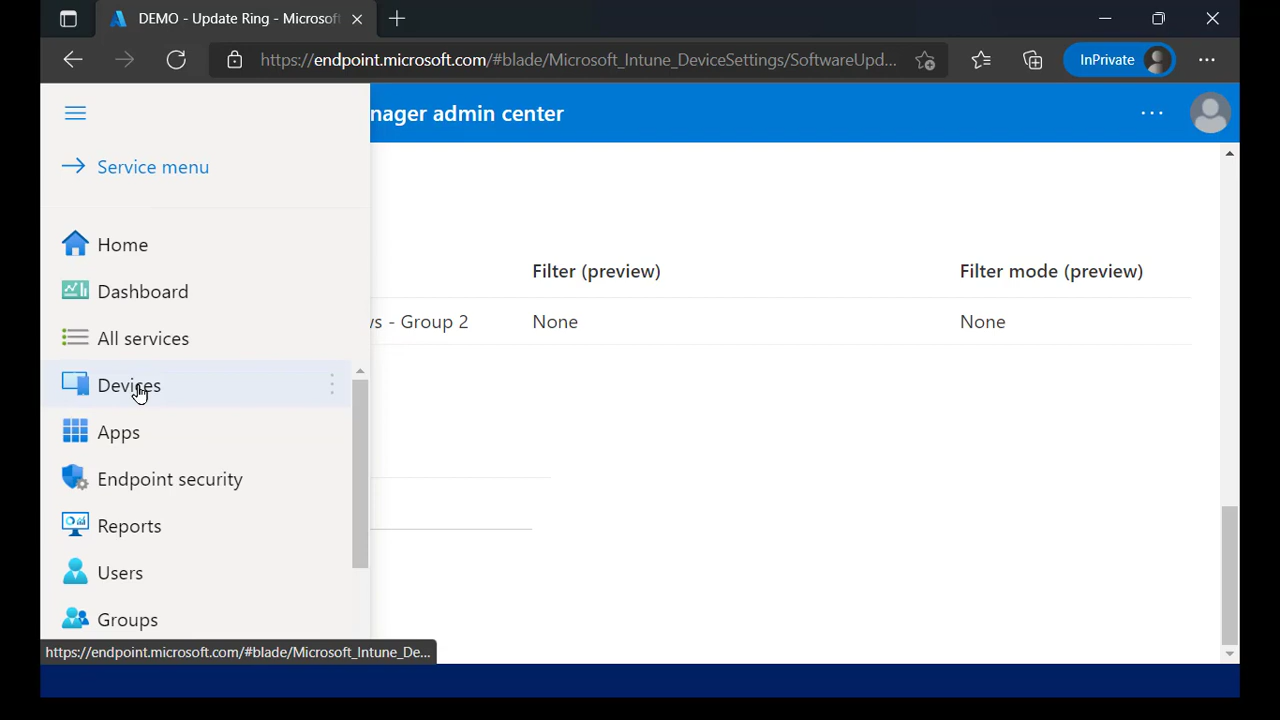 DEMO - Update Ring - Microsof
https://endpoint.microsoft.com/#blade/Microsoft_Intune_DeviceSettings/SoftwareUpd...
InPrivate
nager admin center
Service menu
Home
Dashboard
All services
Devices
Apps
Endpoint security
Reports
Users
Groups
Filter (preview)
Filter mode (preview)
vs - Group 2
None
None
https://endpoint.microsoft.com/#blade/Microsoft_Intune_De...